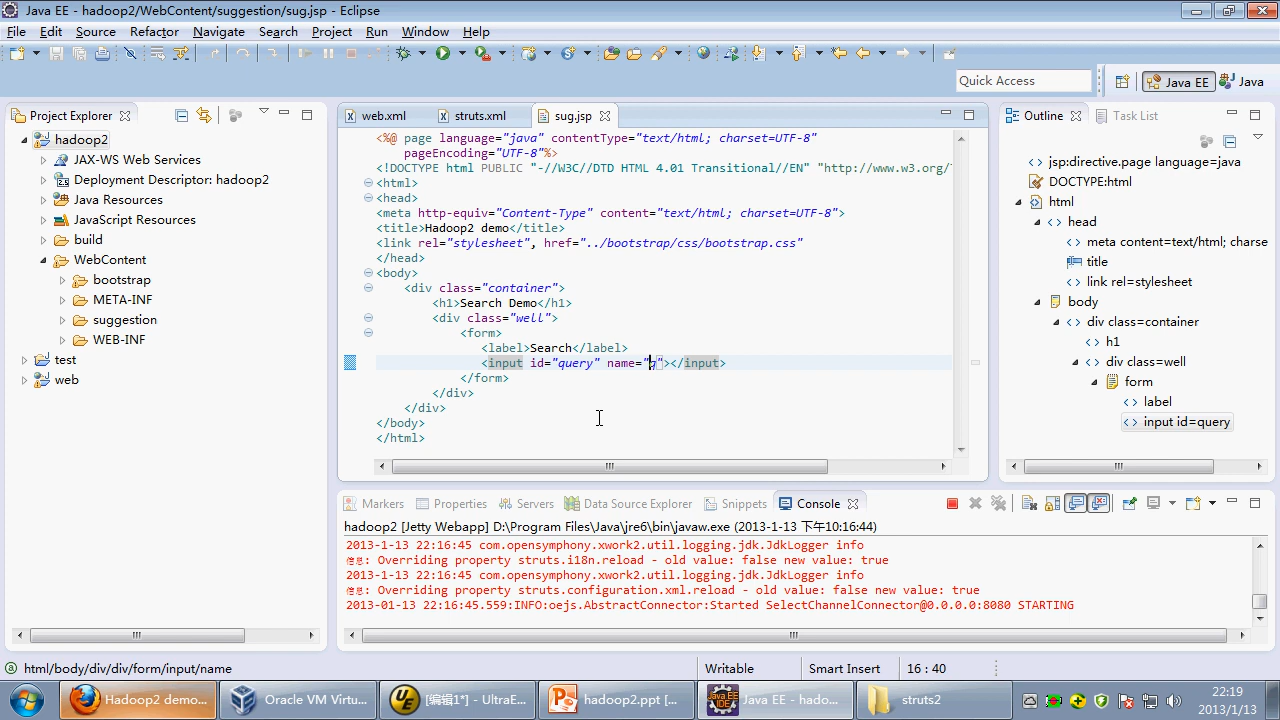 Java EE - hadoop2/WebContent/suggestion/sug.jsp - Eclipse
File Edit Source Refactor Navigate Search Project Run Window Help
Quick Access
Java EE
Java
Project Explorer
hadoop2
JAX-WS Web Services
Deployment Descriptor: hadoop2
Java Resources
JavaScript Resources
build
WebContent
bootstrap
META-INF
suggestion
WEB-INF
test
web
web.xml
struts.xml
sug.jsp
<%@ page language="java" contentType="text/html; charset=UTF-8"
pageEncoding="UTF-8"%>
<!DOCTYPE html PUBLIC "-//W3C//DTD HTML 4.01 Transitional//EN" "http://www.w3.org/
<html>
<head>
<meta http-equiv="Content-Type" content="text/html; charset=UTF-8">
<title>Hadoop2 demo</title>
<link rel="stylesheet", href="../bootstrap/css/bootstrap.css"
</head>
<body>
<div class="container">
<h1>Search Demo</h1>
<div class="well">
<form>
<label>Search</label>
<input id="query" name="q"></input>
</form>
</div>
</div>
</body>
</html>
Outline
Task List
jsp:directive.page language=java
DOCTYPE:html
html
head
meta content=text/html; charse
title
link rel=stylesheet
body
div class=container
h1
div class=well
form
label
input id=query
Markers
Properties
Servers
Data Source Explorer
Snippets
Console
hadoop2 [Jetty Webapp] D:\Program Files\Java\jre6\bin\javaw.exe (2013-1-13 下午10:16:44)
2013-1-13 22:16:45 com.opensymphony.xwork2.util.logging.jdk.JdkLogger info
信息: Overriding property struts.i18n.reload - old value: false new value: true
2013-1-13 22:16:45 com.opensymphony.xwork2.util.logging.jdk.JdkLogger info
信息: Overriding property struts.configuration.xml.reload - old value: false new value: true
2013-01-13 22:16:45.559:INFO:oejs.AbstractConnector:Started SelectChannelConnector@0.0.0.0:8080 STARTING
html/body/div/div/form/input/name
Writable
Smart Insert
16 : 40
Hadoop2 demo...
Oracle VM Virtu...
[编辑1*] - UltraE...
hadoop2.ppt [...
Java EE - hado...
struts2
22:19
2013/1/13